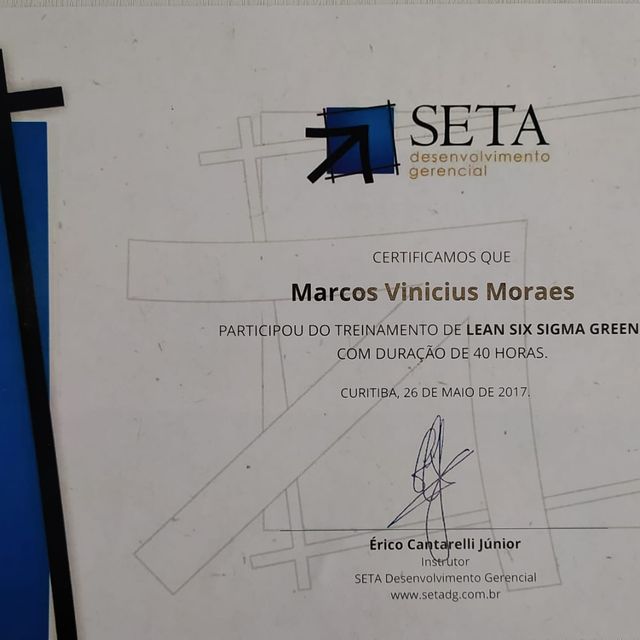 SETA
desenvolvimento
gerencial
CERTIFICAMOS QUE
Marcos Vinicius Moraes
PARTICIPOU DO TREINAMENTO DE LEAN SIX SIGMA GREEN
COM DURAÇÃO DE 40 HORAS.
CURITIBA, 26 DE MAIO DE 2017.
Érico Cantarelli Júnior
Instrutor
SETA Desenvolvimento Gerencial
www.setadg.com.br